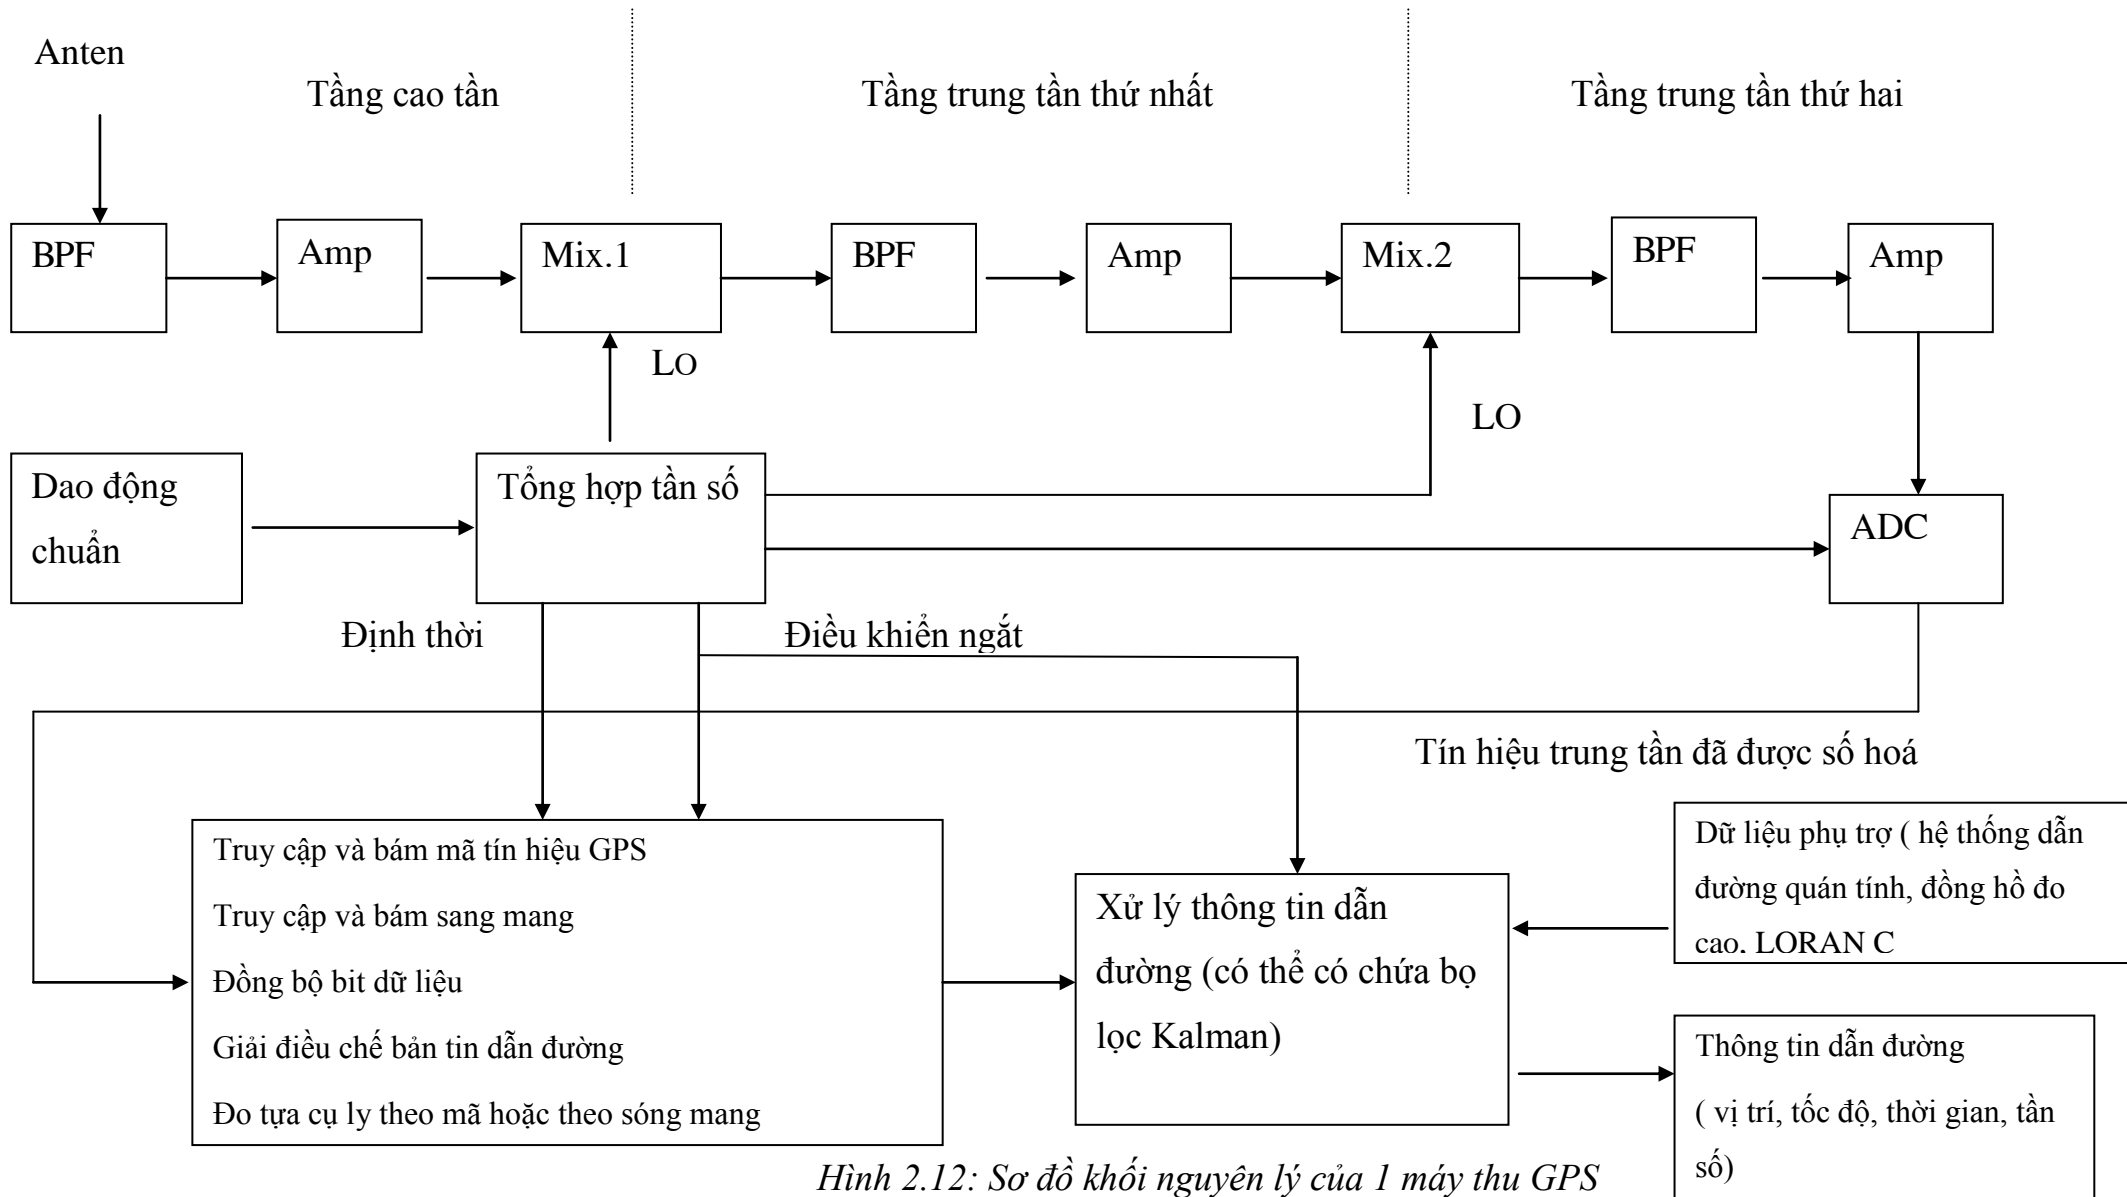 Anten
Tầng cao tần
Tầng trung tần thứ nhất
Tầng trung tần thứ hai
BPF
Amp
Mix.1
BPF
Amp
Mix.2
BPF
Amp
LO
LO
Dao động
chuẩn
Tổng hợp tần số
ADC
Định thời
Điều khiển ngắt
Tín hiệu trung tần đã được số hoá
Truy cập và bám mã tín hiệu GPS
Truy cập và bám sang mang
Đồng bộ bit dữ liệu
Giải điều chế bản tin dẫn đường
Đo tựa cụ ly theo mã hoặc theo sóng mang
Xử lý thông tin dẫn
đường (có thể có chứa bọ
lọc Kalman)
Dữ liệu phụ trợ ( hệ thống dẫn
đường quán tính, đồng hồ đo
cao, LORAN C
Thông tin dẫn đường
( vị trí, tốc độ, thời gian, tần
số)
Hình 2.12: Sơ đồ khối nguyên lý của 1 máy thu GPS